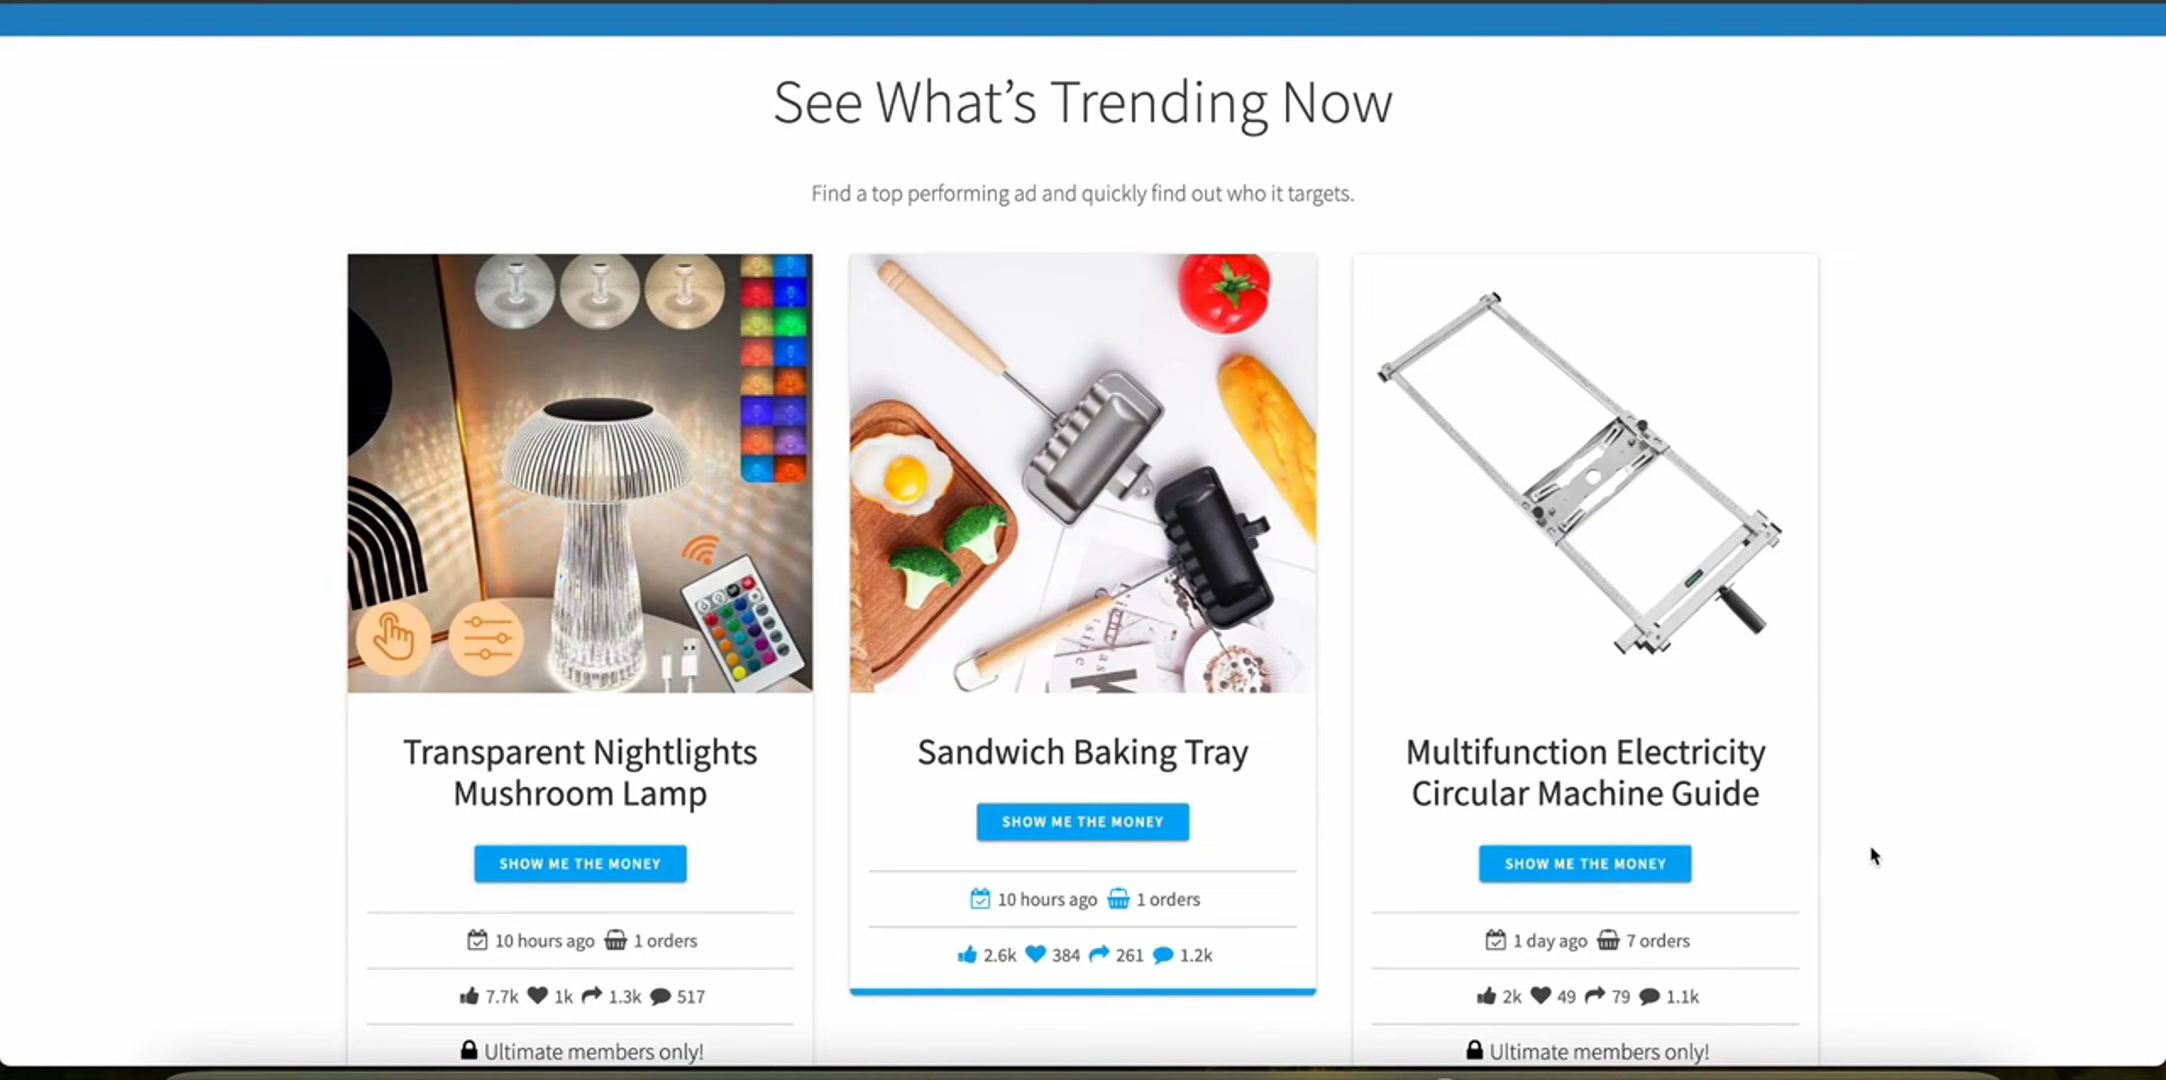 See What’s Trending Now
Find a top performing ad and quickly find out who it targets.
Transparent Nightlights
Mushroom Lamp
SHOW ME THE MONEY
10 hours ago 1 orders
7.7k 1k 1.3k 517
Ultimate members only!
Sandwich Baking Tray
SHOW ME THE MONEY
10 hours ago 1 orders
2.6k 384 261 1.2k
Multifunction Electricity
Circular Machine Guide
SHOW ME THE MONEY
1 day ago 7 orders
2k 49 79 1.1k
Ultimate members only!